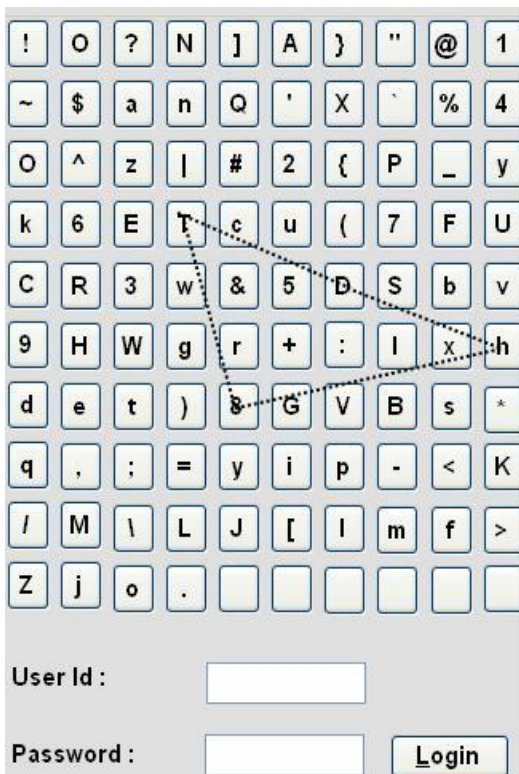 ! O ? N ] A } " @ 1
~ $ a n Q ' X ` % 4
O ^ z | # 2 { P _ y
k 6 E T c u ( 7 F U
C R 3 w & 5 D S b v
9 H W g r + : I x h
d e t ) 8 G V B s *
q , ; = y i p - < K
/ M \ L J [ I m f >
Z j o .
User Id :
Password :
Login